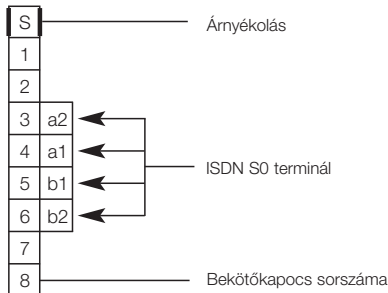 S Árnyékolás
1
2
3 a2
4 a1
ISDN S0 terminál
5 b1
6 b2
7
8 Bekötőkapocs sorszáma